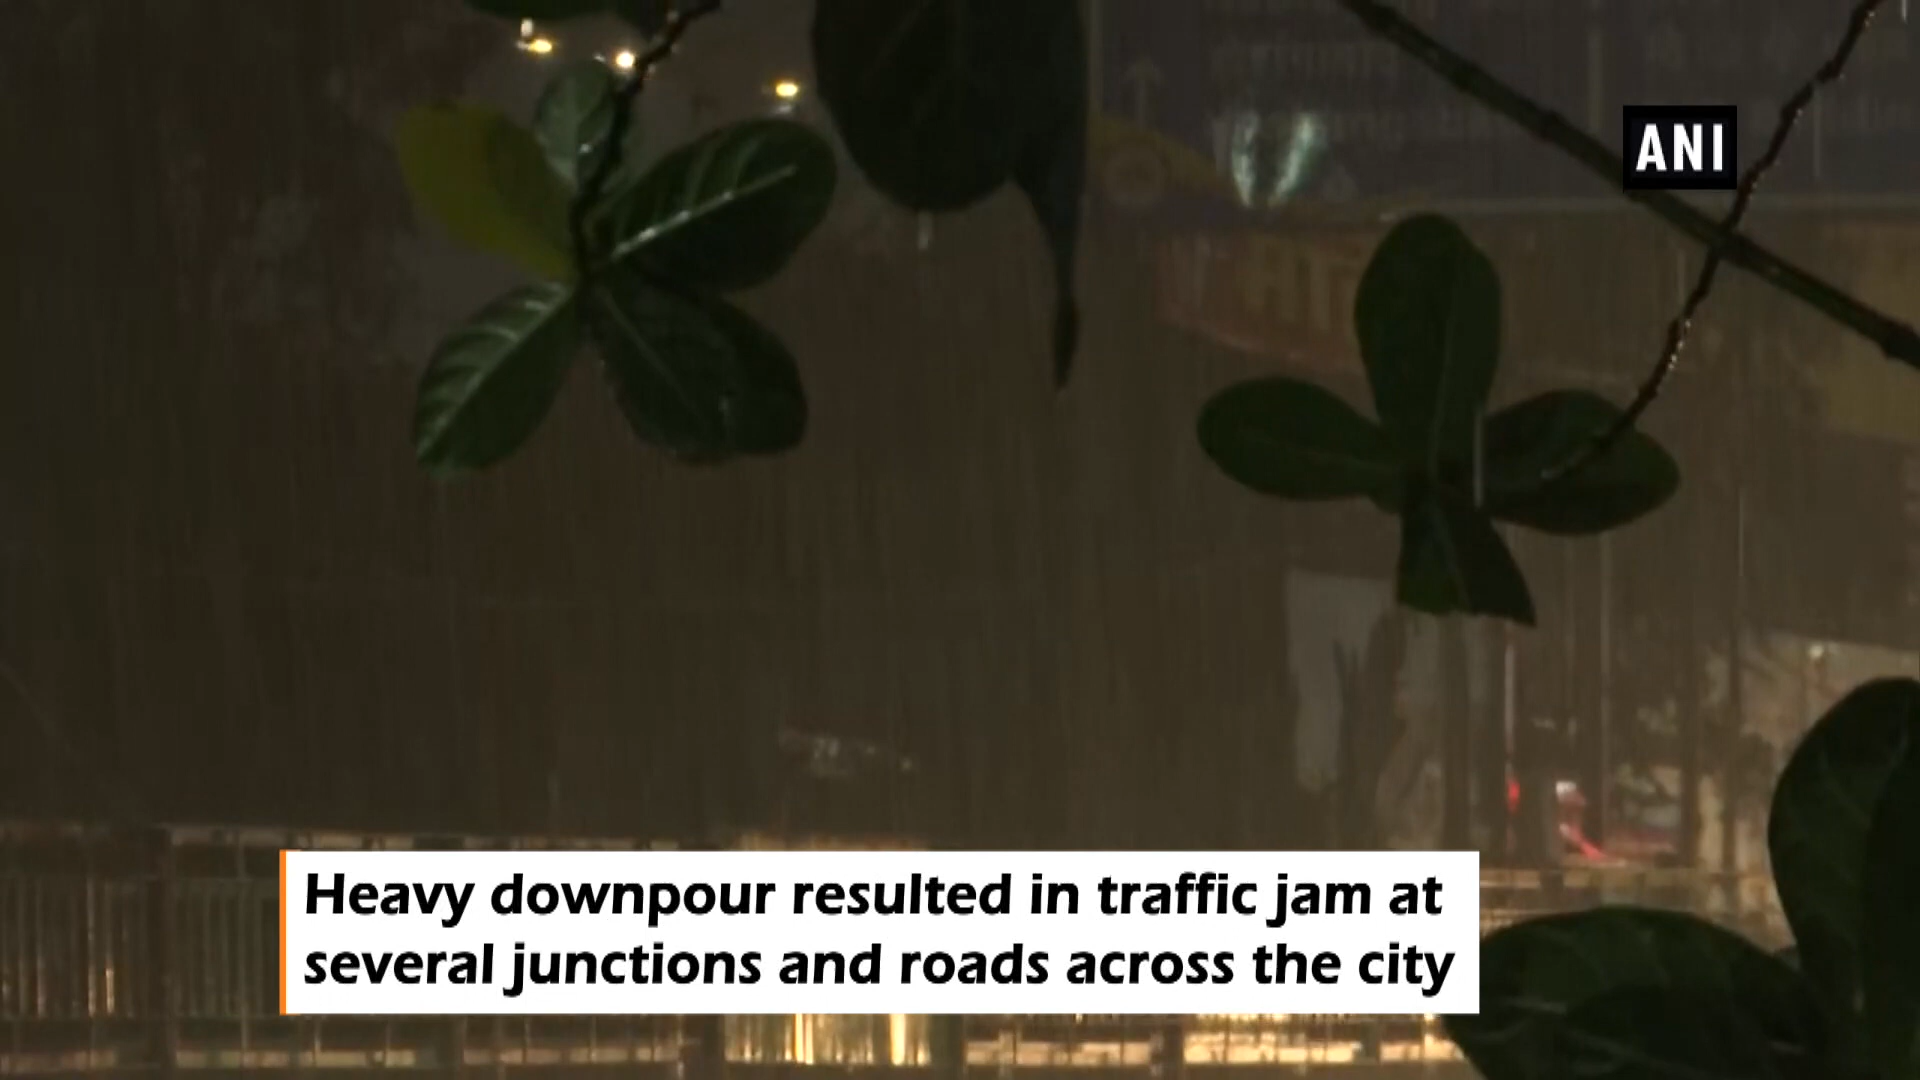 ANI
Heavy downpour resulted in traffic jam at
several junctions and roads across the city